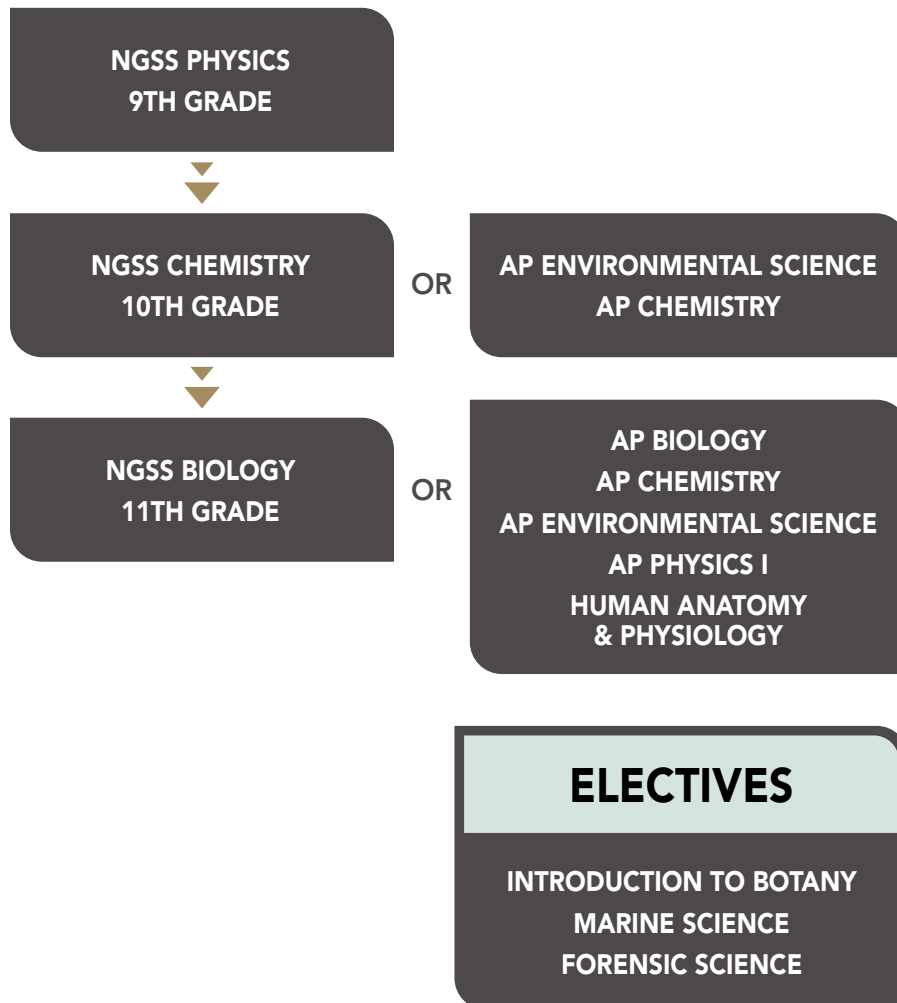 NGSS PHYSICS
9TH GRADE
NGSS CHEMISTRY
10TH GRADE
OR
AP ENVIRONMENTAL SCIENCE
AP CHEMISTRY
NGSS BIOLOGY
11TH GRADE
OR
AP BIOLOGY
AP CHEMISTRY
AP ENVIRONMENTAL SCIENCE
AP PHYSICS I
HUMAN ANATOMY
& PHYSIOLOGY
ELECTIVES
INTRODUCTION TO BOTANY
MARINE SCIENCE
FORENSIC SCIENCE